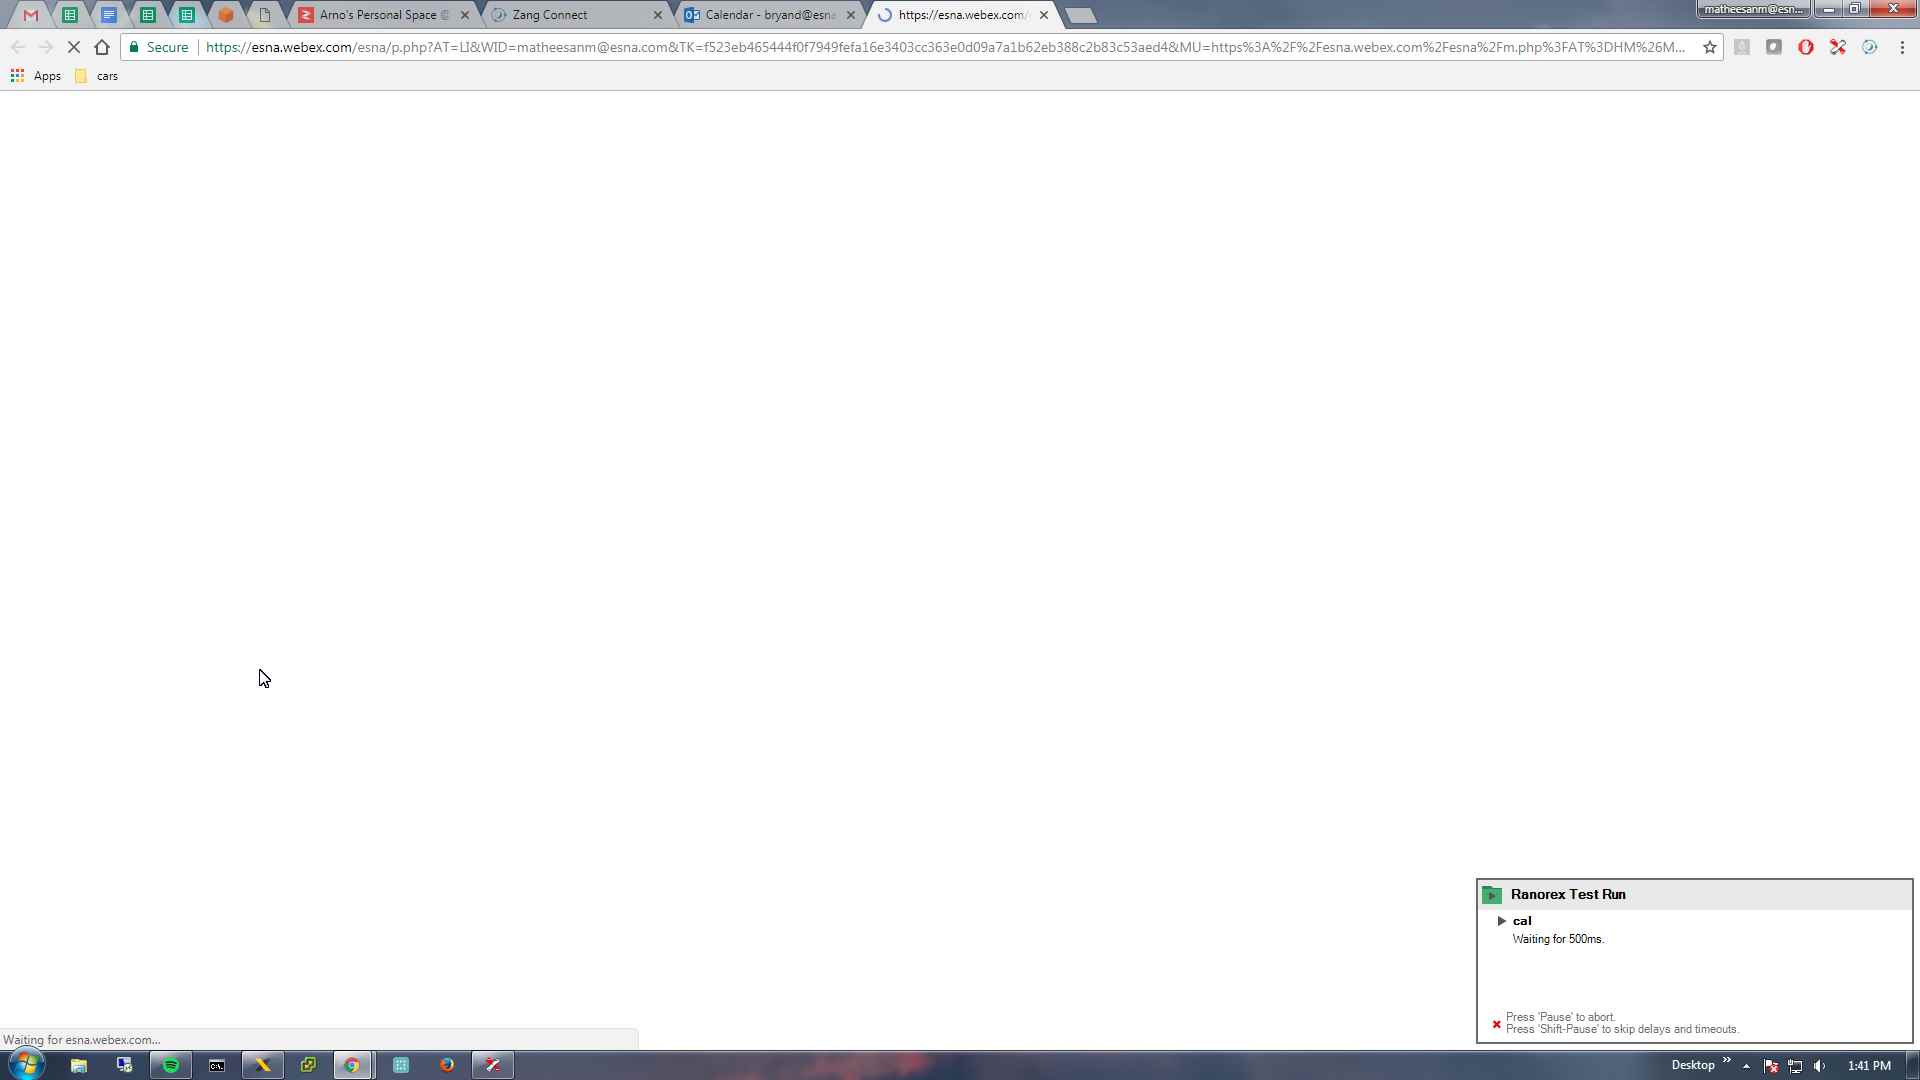 Arno's Personal Space @
Zang Connect
Calendar - bryand@esna
https://esna.webex.com/
matheesanm@esn...
Secure
https://esna.webex.com/esna/p.php?AT=LI&WID=matheesanm@esna.com&TK=f523eb465444f0f7949fefa16e3403cc363e0d09a7a1b62eb388c2b83c53aed4&MU=https%3A%2F%2Fesna.webex.com%2Fesna%2Fm.php%3FAT%3DHM%26M...
Apps
cars
Ranorex Test Run
cal
Waiting for 500ms.
Press 'Pause' to abort.
Press 'Shift-Pause' to skip delays and timeouts.
Waiting for esna.webex.com...
Desktop
1:41 PM